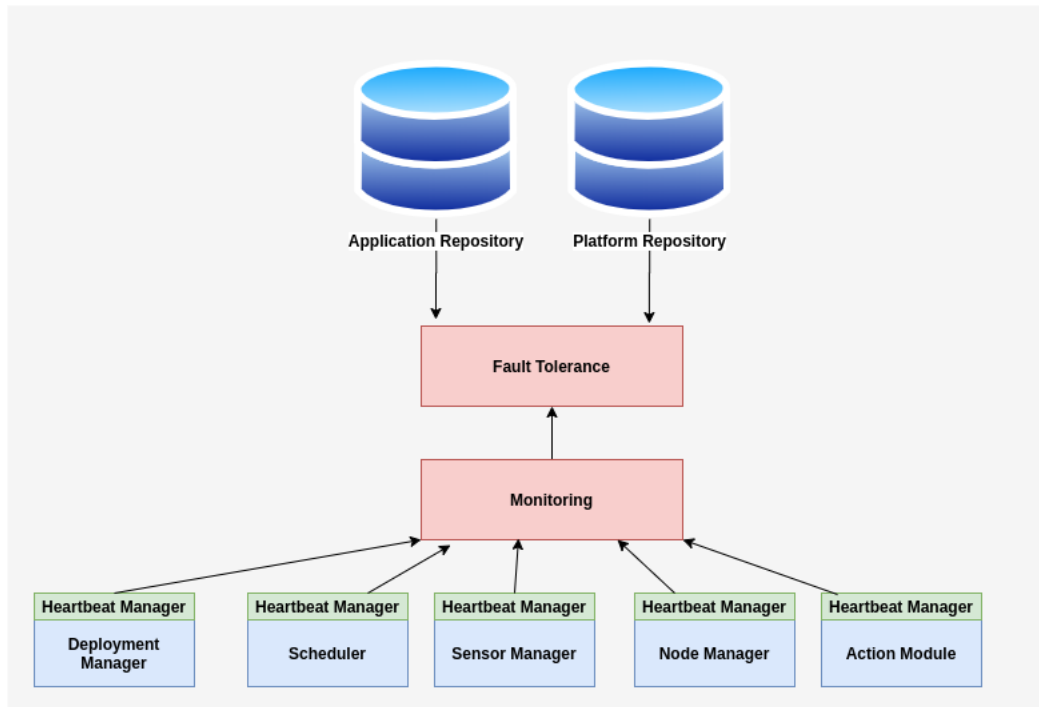 Application Repository
Platform Repository
Fault Tolerance
Monitoring
Heartbeat Manager
Deployment
Manager
Heartbeat Manager
Scheduler
Heartbeat Manager
Sensor Manager
Heartbeat Manager
Node Manager
Heartbeat Manager
Action Module